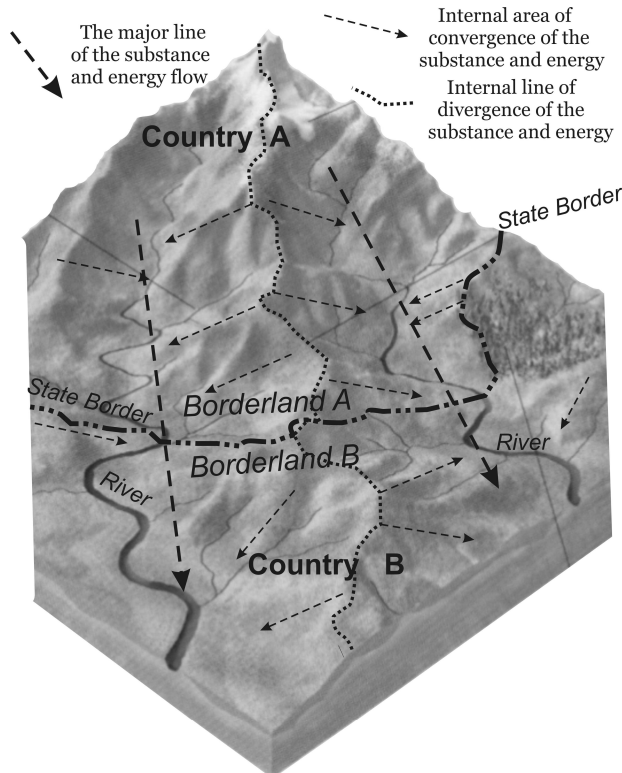 The major line
of the substance
and energy flow
Internal area of
convergence of the
substance and energy
Internal line of
divergence of the
substance and energy
Country A
State Border
State Border
Borderland A
Borderland B
River
River
Country B